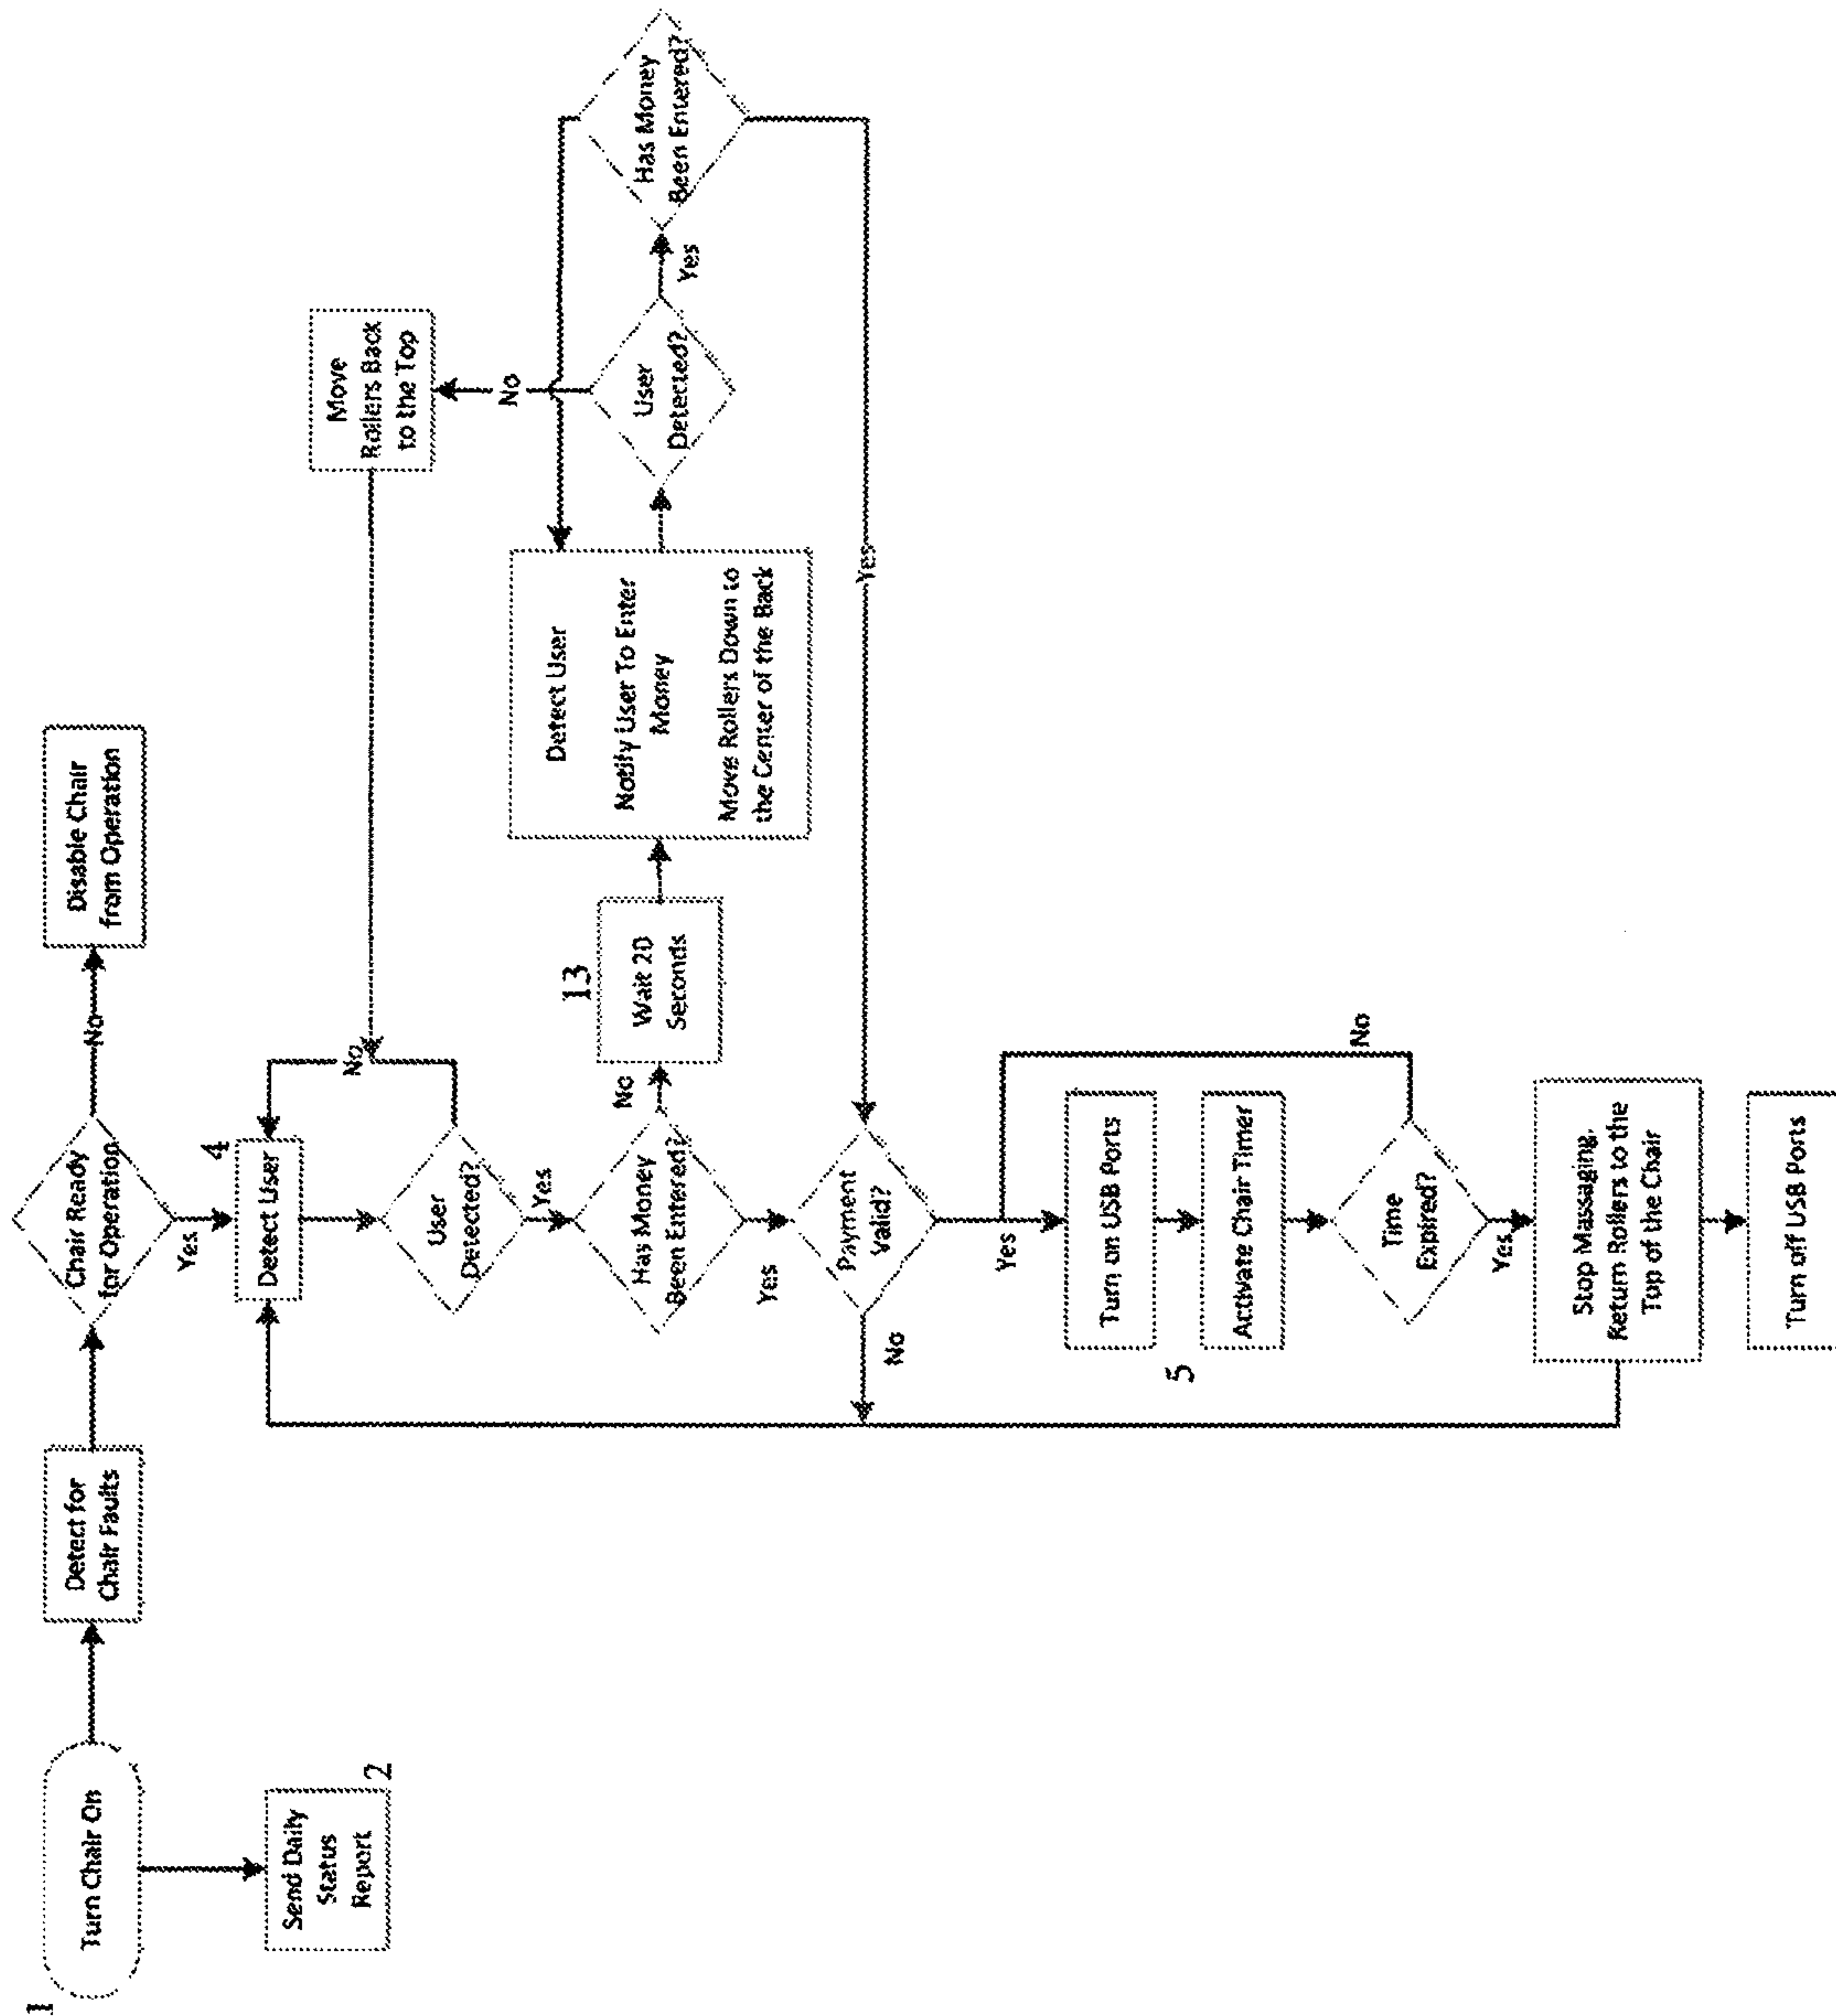 1
Turn Chair On
Send Daily
Status
Report
2
Detect for
Chair Faults
Chair Ready
for Operation
No
Disable Chair
from Operation
Yes
4
Detect User
No
User
Detected?
Yes
Has Money
Been Entered?
No
13
Wait 20
Seconds
Detect User
Notify User To Enter
Money
Move Rollers Down to
the Center of the Back
User
Detected?
No
Move
Rollers Back
to the Top
Yes
Has Money
Been Entered?
Yes
Yes
Payment
Valid?
No
Yes
Turn on USB Ports
5
Activate Chair Timer
Time
Expired?
No
Yes
Stop Massaging,
Return Rollers to the
Top of the Chair
Turn off USB Ports